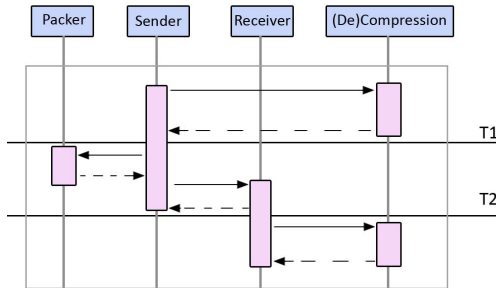 Packer
Sender
Receiver
(De)Compression
T1
T2